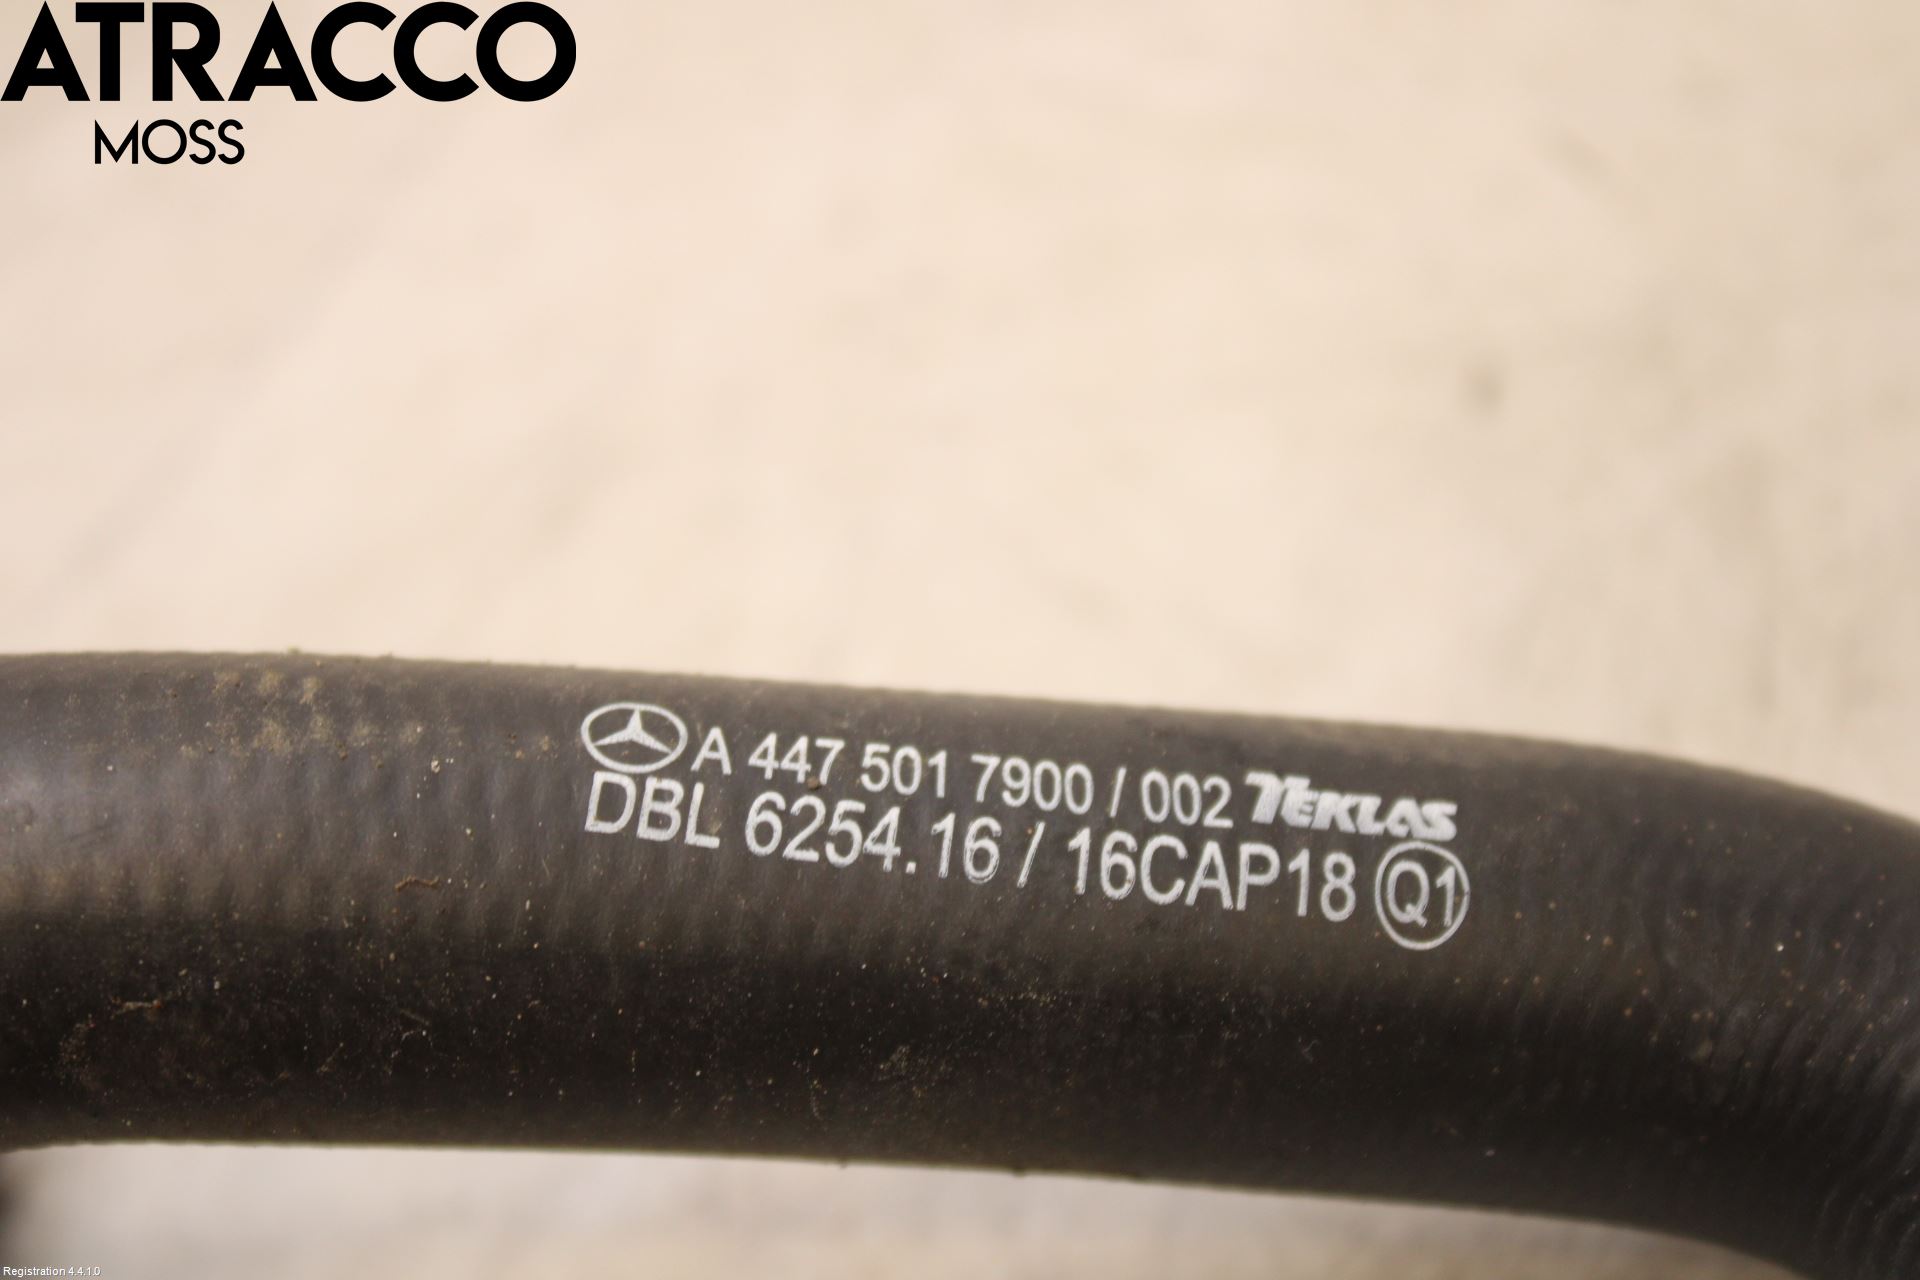 ATRACCO
MOSS
A 447 501 7900 / 002 TEKLAS
DBL 6254.16 / 16CAP18 Q1
Registration 4.4.1.0